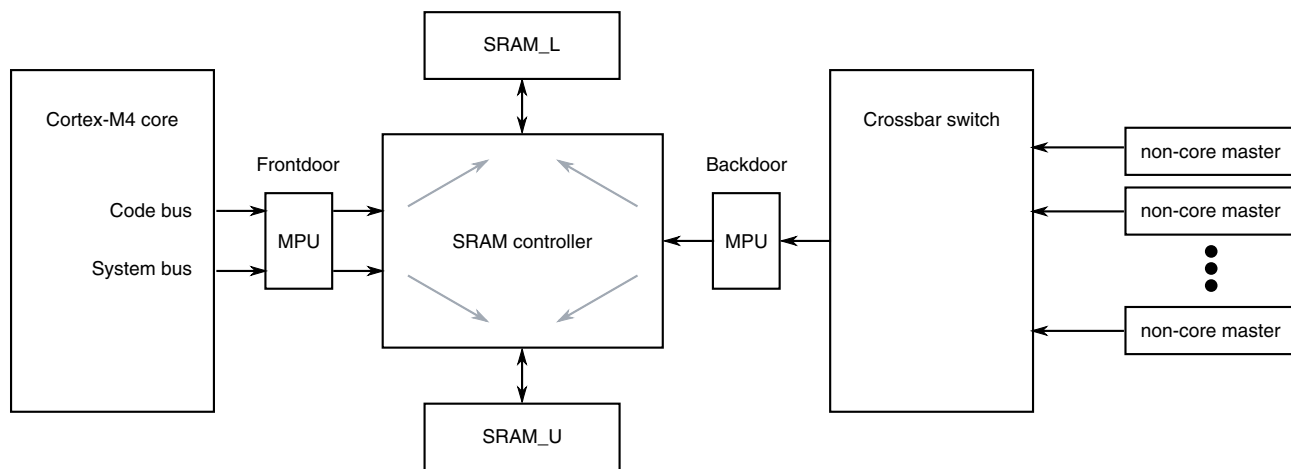 SRAM_L
Cortex-M4 core
Crossbar switch
non-core master
Frontdoor
Backdoor
non-core master
Code bus
MPU
SRAM controller
MPU
System bus
non-core master
SRAM_U